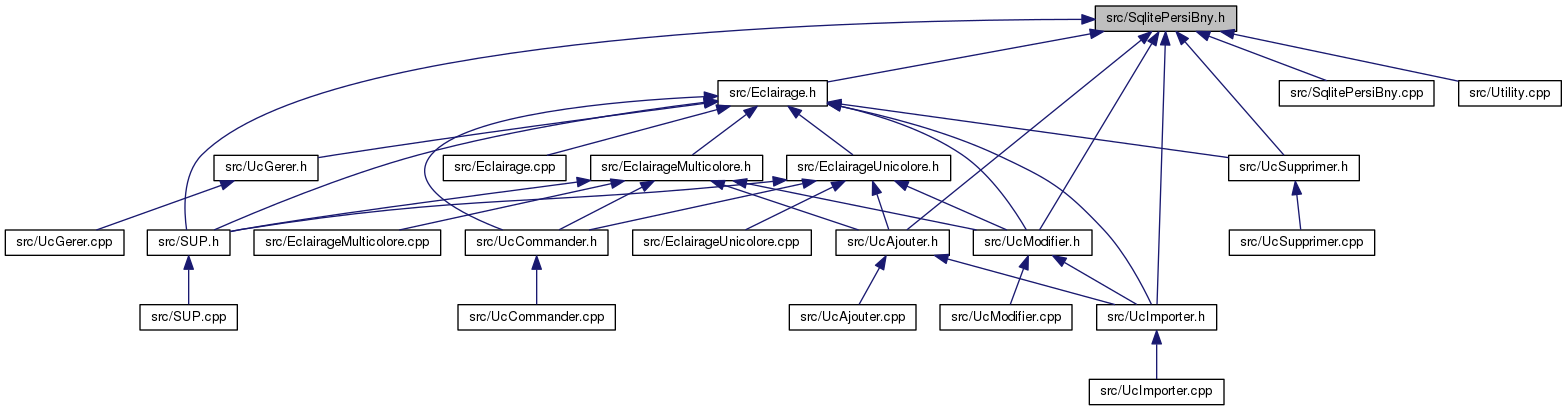 src/SqlitePersiBny.h
src/Eclairage.h
src/SqlitePersiBny.cpp
src/Utility.cpp
src/UcGerer.h
src/Eclairage.cpp
src/EclairageMulticolore.h
src/EclairageUnicolore.h
src/UcSupprimer.h
src/UcGerer.cpp
src/SUP.h
src/EclairageMulticolore.cpp
src/UcCommander.h
src/EclairageUnicolore.cpp
src/UcAjouter.h
src/UcModifier.h
src/UcSupprimer.cpp
src/SUP.cpp
src/UcCommander.cpp
src/UcAjouter.cpp
src/UcModifier.cpp
src/UcImporter.h
src/UcImporter.cpp